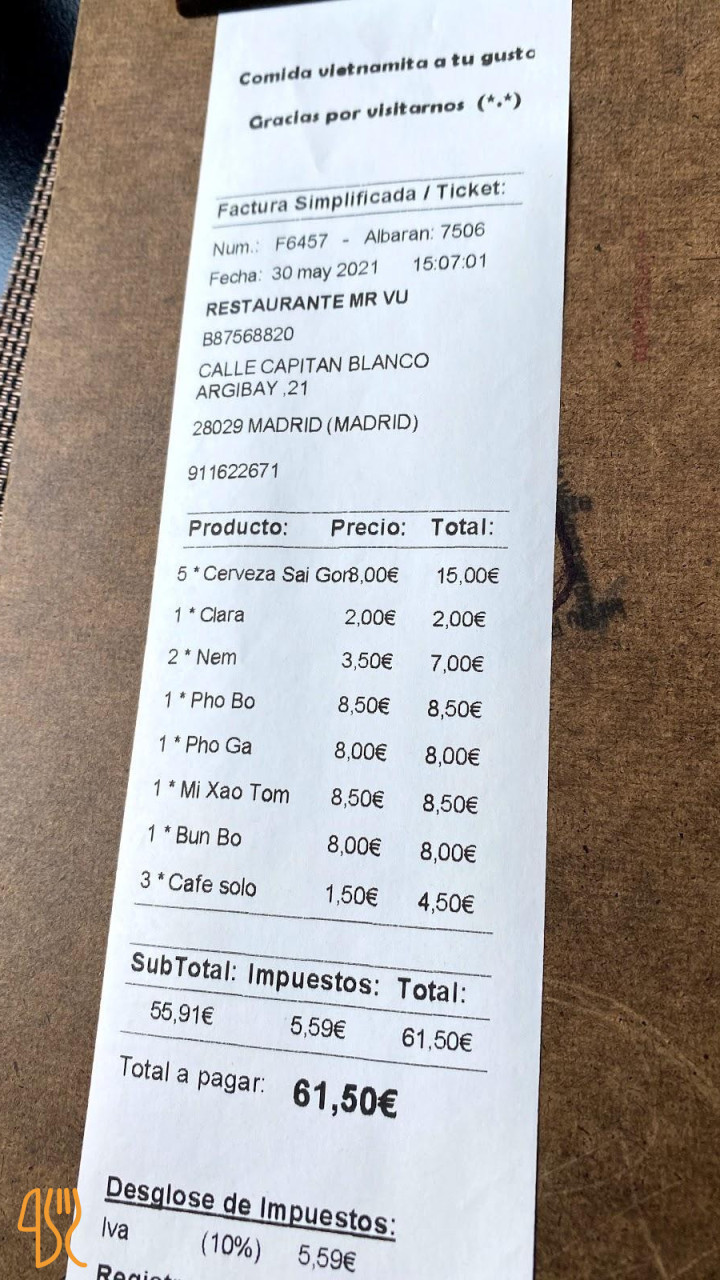 Comida vietnamita a tu gusto
Gracias por visitarnos (*.*)
Factura Simplificada / Ticket:
Num.: F6457 - Albaran: 7506
Fecha: 30 may 2021 15:07:01
RESTAURANTE MR VU
B87568820
CALLE CAPITAN BLANCO
ARGIBAY ,21
28029 MADRID (MADRID)
911622671
Producto: Precio: Total:
5 * Cerveza Sai Gon3,00€ 15,00€
1 * Clara 2,00€ 2,00€
2 * Nem 3,50€ 7,00€
1 * Pho Bo 8,50€ 8,50€
1 * Pho Ga 8,00€ 8,00€
1 * Mi Xao Tom 8,50€ 8,50€
1 * Bun Bo 8,00€ 8,00€
3 * Cafe solo 1,50€ 4,50€
SubTotal: Impuestos: Total:
55,91€ 5,59€ 61,50€
Total a pagar: 61,50€
Desglose de Impuestos:
Iva (10%) 5,59€